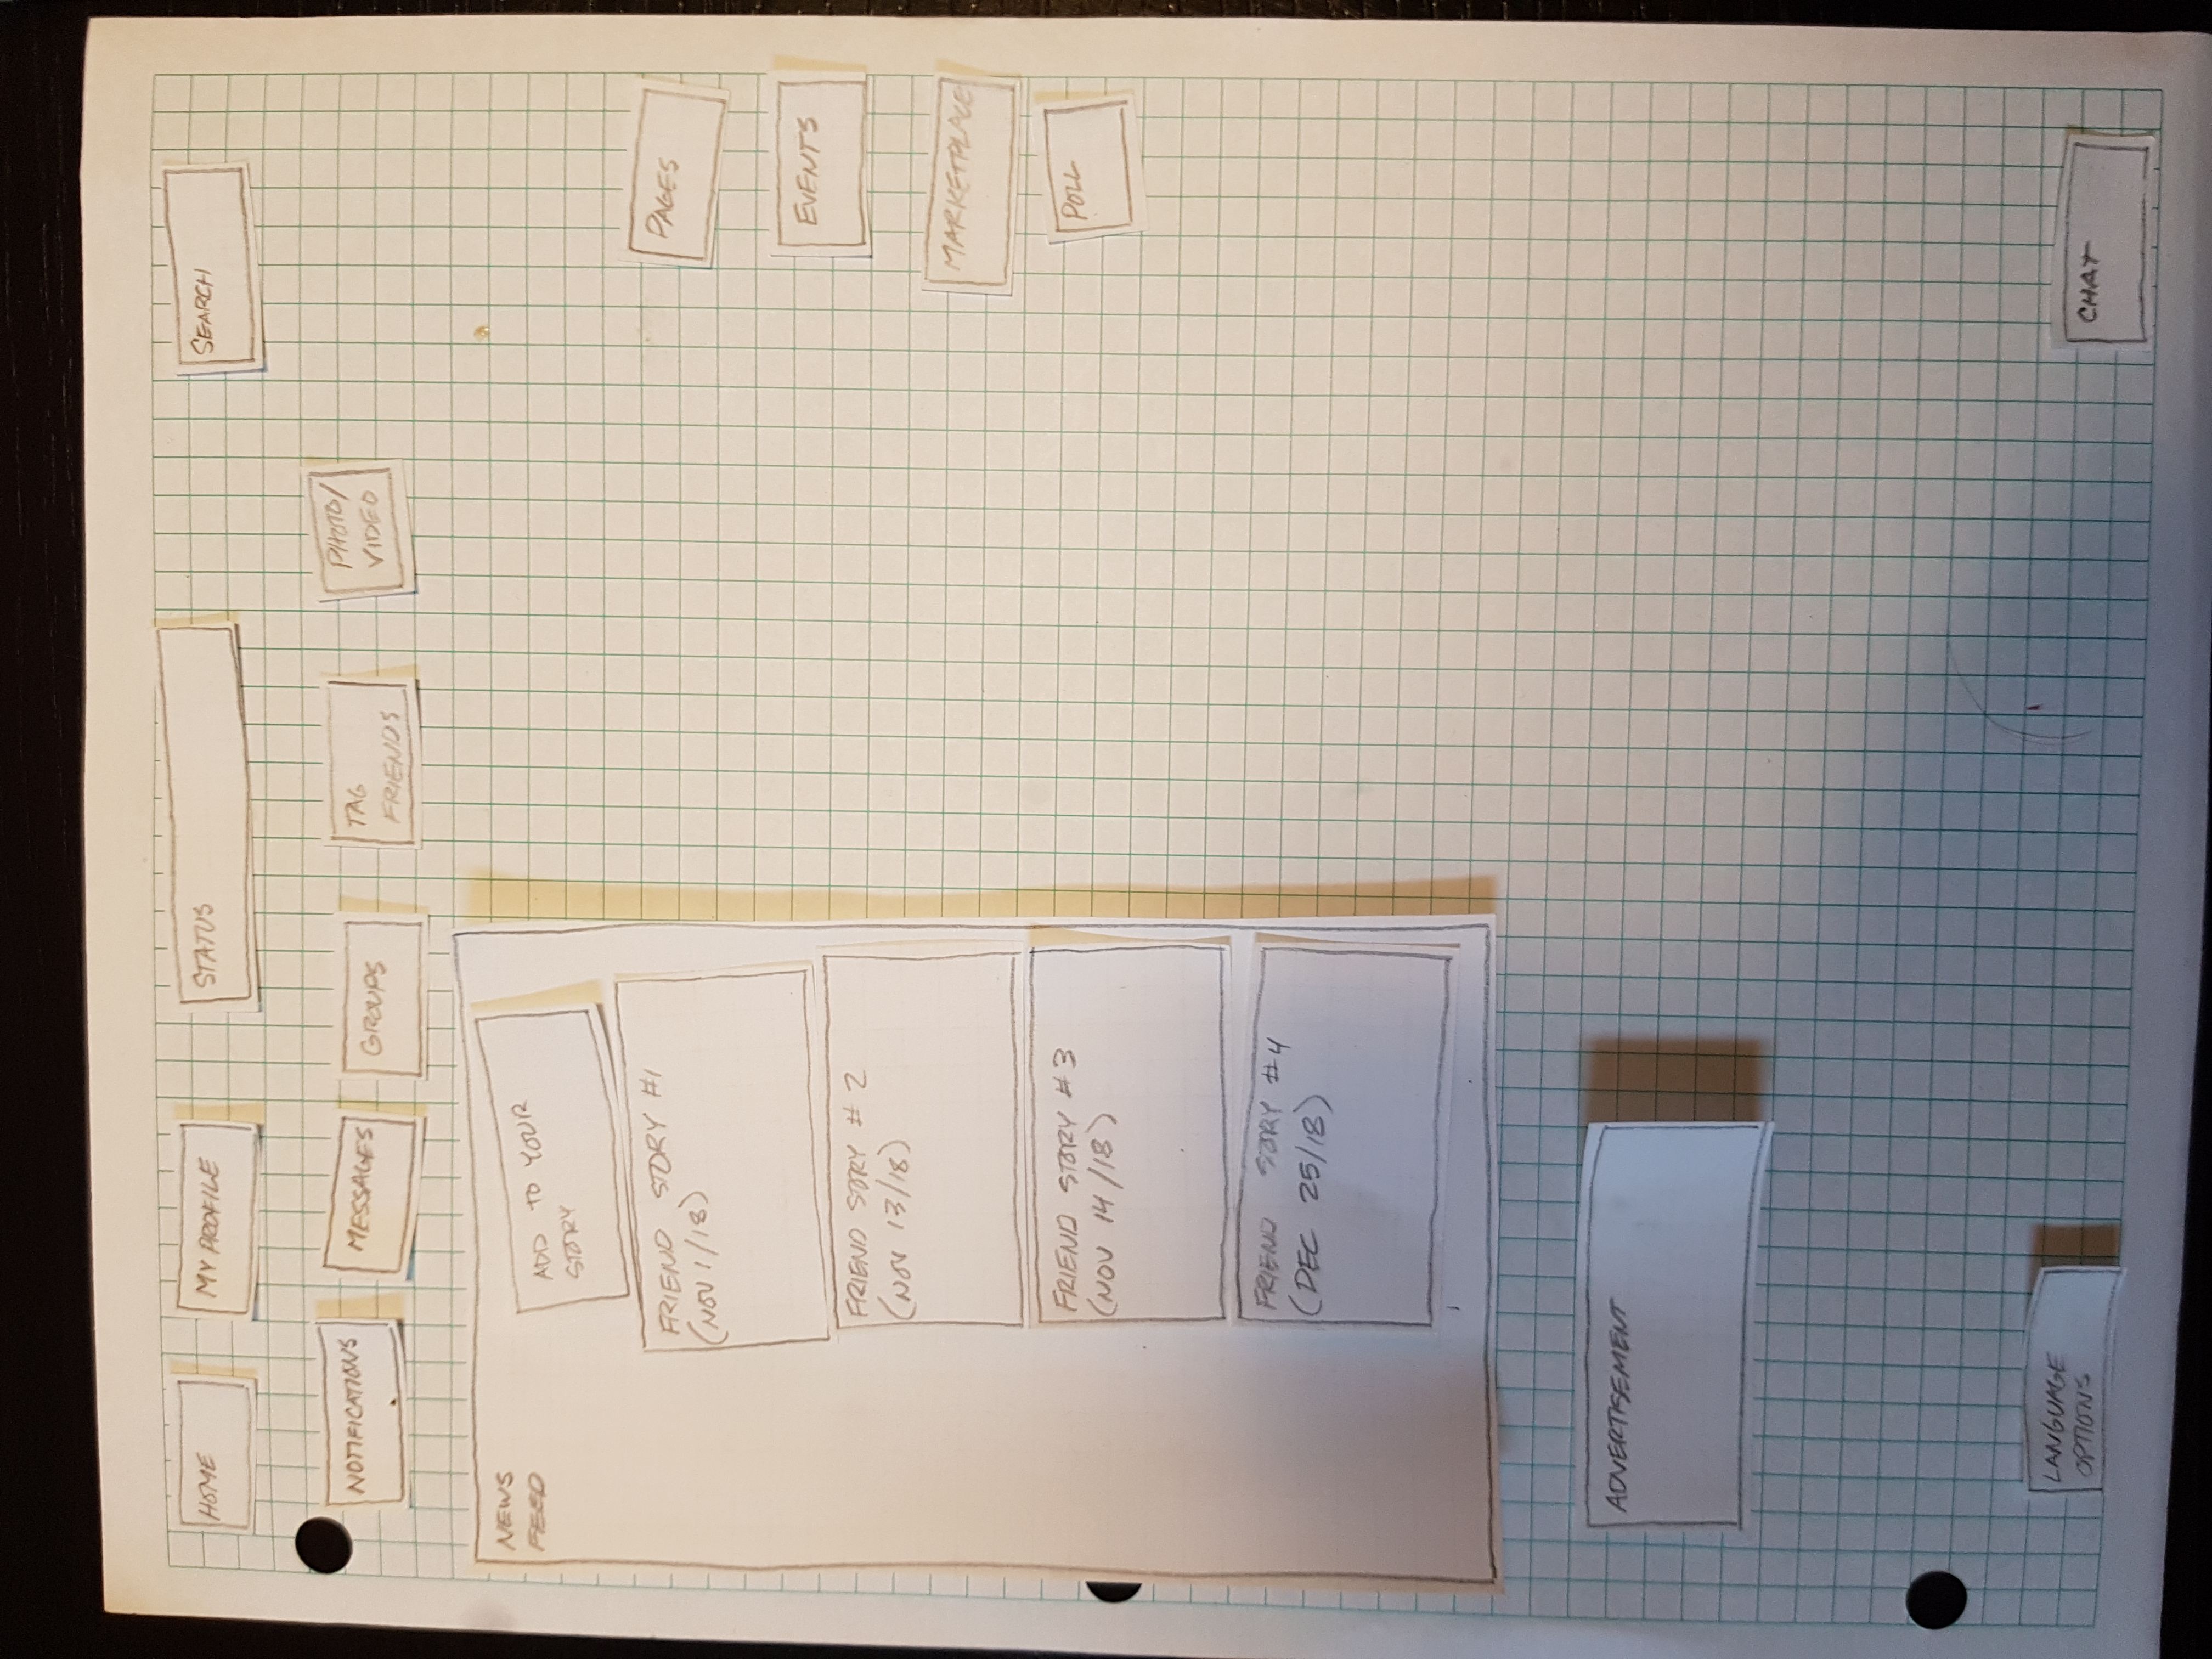 HOME
MY PROFILE
STATUS
SEARCH
NOTIFICATIONS
MESSAGES
GROUPS
TAG
FRIENDS
PHOTO/
VIDEO
NEWS
FEED
ADD TO YOUR
STORY
FRIEND STORY #1
(NOV 1/18)
FRIEND STORY # 2
(NOV 13/18)
FRIEND STORY #3
(NOV 14/18)
FRIEND STORY #4
(DEC 25/18)
PAGES
EVENTS
MARKETPLACE
POLL
ADVERTISEMENT
LANGUAGE
OPTIONS
CHAT